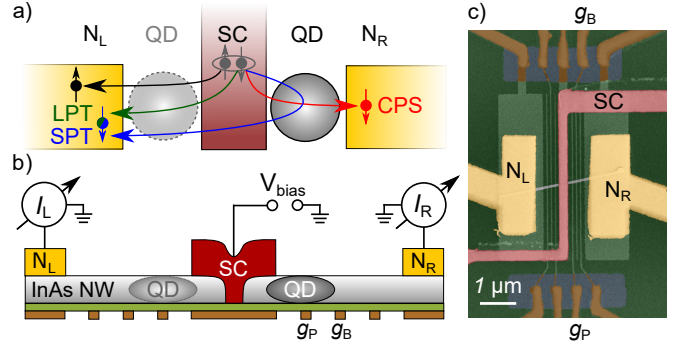 a)
N_L QD SC QD N_R
LPT
SPT
CPS
b)
V_bias
I_L
I_R
N_L
SC
N_R
InAs NW QD QD
g_P g_B
c)
g_B
SC
N_L
N_R
1 μm
g_P